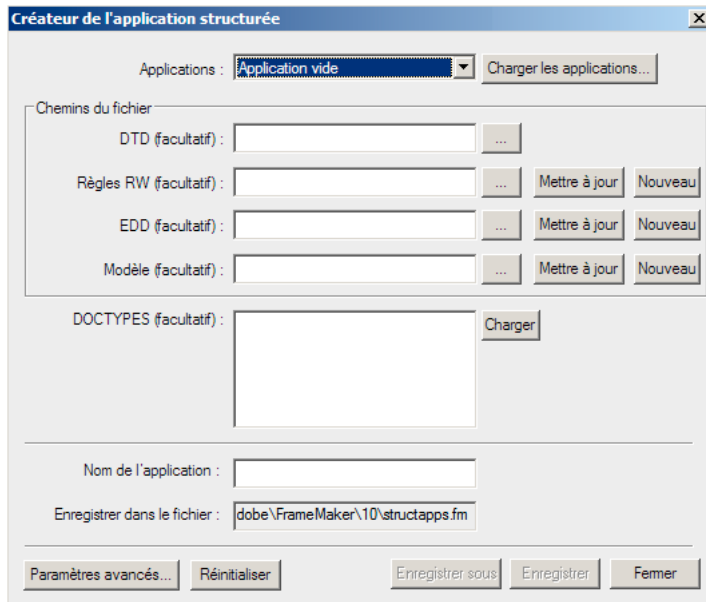 Créateur de l'application structurée
Applications : Application vide Charger les applications...
Chemins du fichier
DTD (facultatif) : ...
Règles RW (facultatif) : ... Mettre à jour Nouveau
EDD (facultatif) : ... Mettre à jour Nouveau
Modèle (facultatif) : ... Mettre à jour Nouveau
DOCTYPES (facultatif) : Charger
Nom de l'application :
Enregistrer dans le fichier : dobe\FrameMaker\10\structapps.fm
Paramètres avancés... Réinitialiser Enregistrer sous Enregistrer Fermer